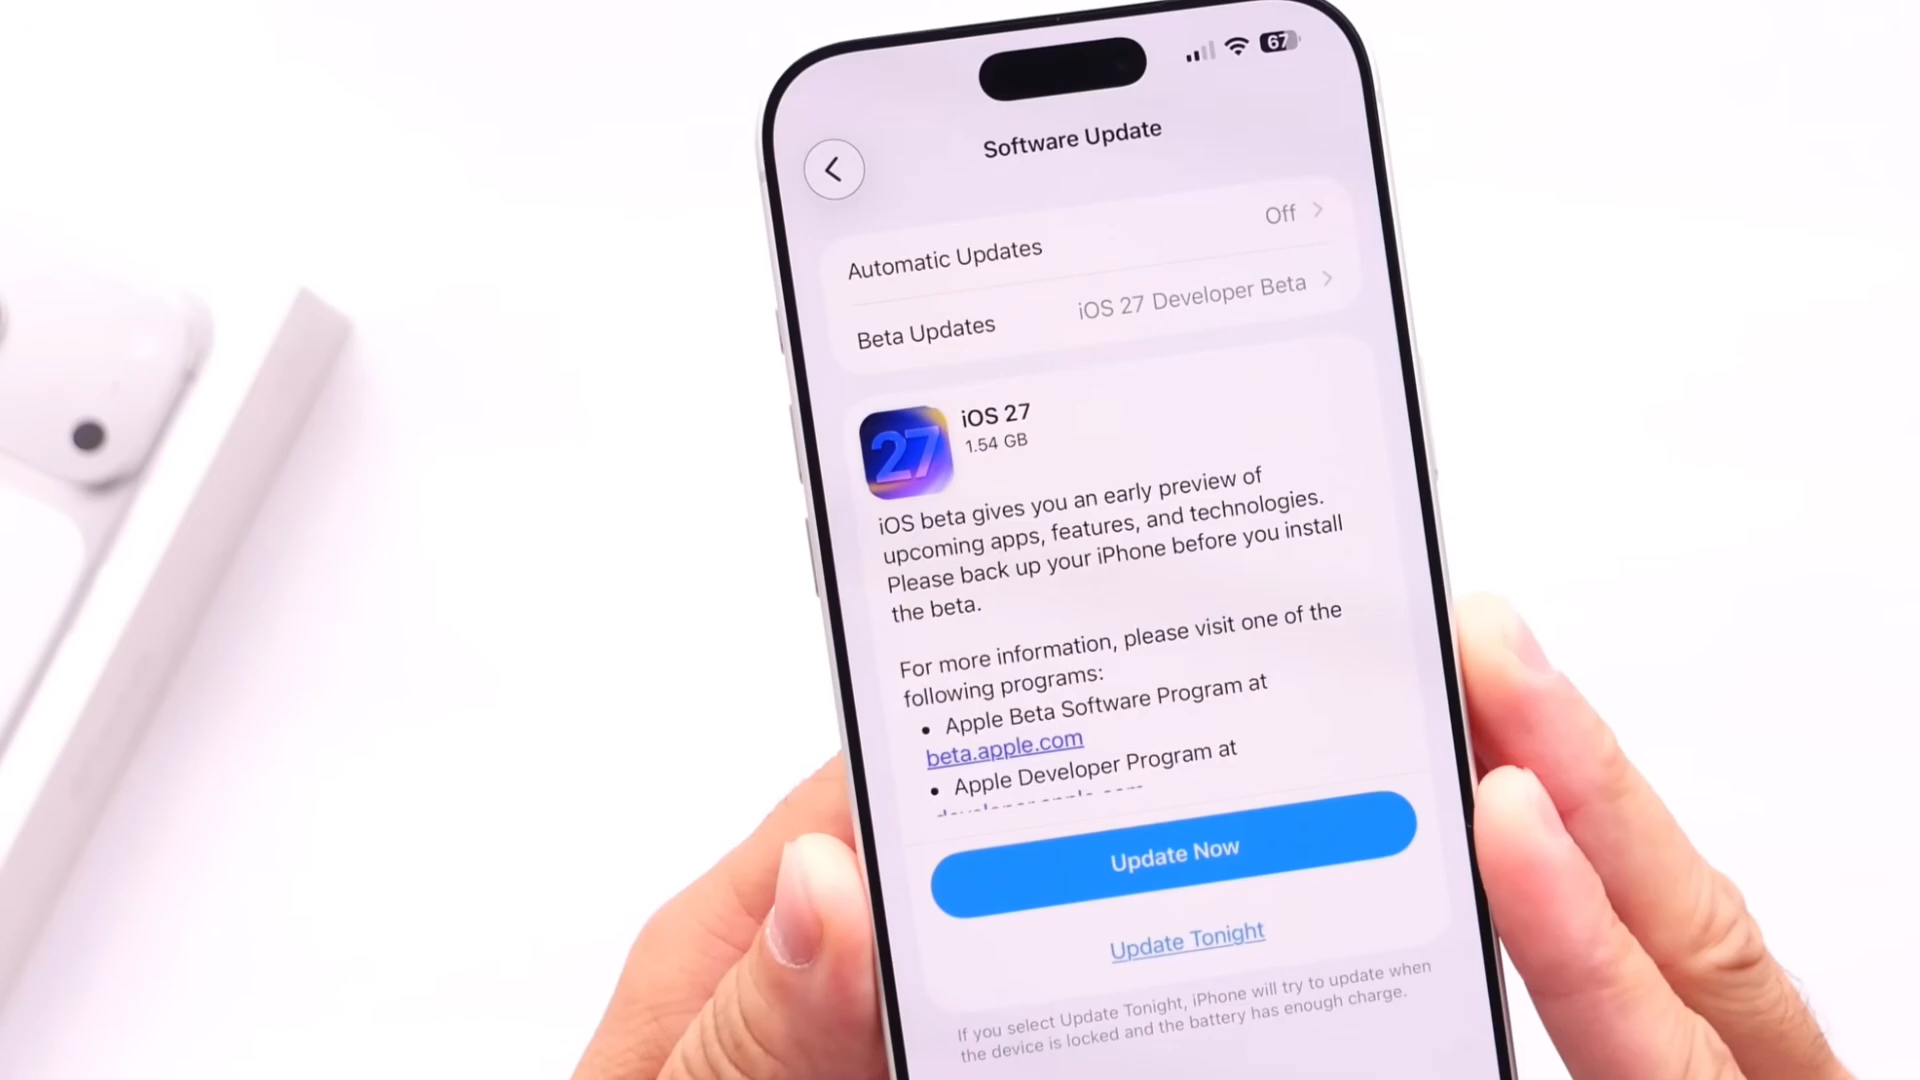 67
Software Update
Automatic Updates
Off
Beta Updates
iOS 27 Developer Beta
27
iOS 27
1.54 GB
iOS beta gives you an early preview of
upcoming apps, features, and technologies.
Please back up your iPhone before you install
the beta.
For more information, please visit one of the
following programs:
• Apple Beta Software Program at
beta.apple.com
• Apple Developer Program at
Update Now
Update Tonight
If you select Update Tonight, iPhone will try to update when
the device is locked and the battery has enough charge.